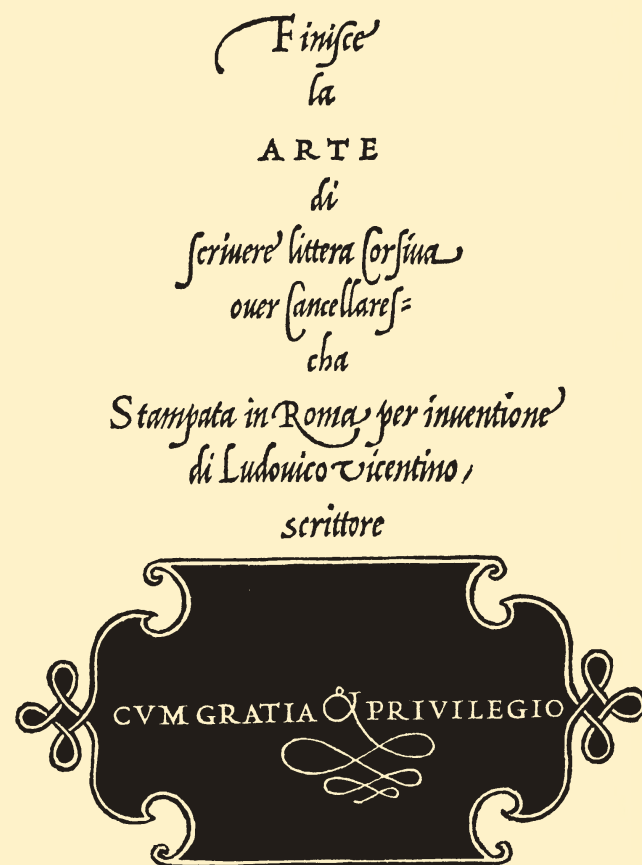 Finisce
la
ARTE
di
scriuere littera Corsiua
ouer Cancellares=
cha
Stampata in Roma per inuentione
di Ludouico vicentino,
scrittore
CVM GRATIA & PRIVILEGIO